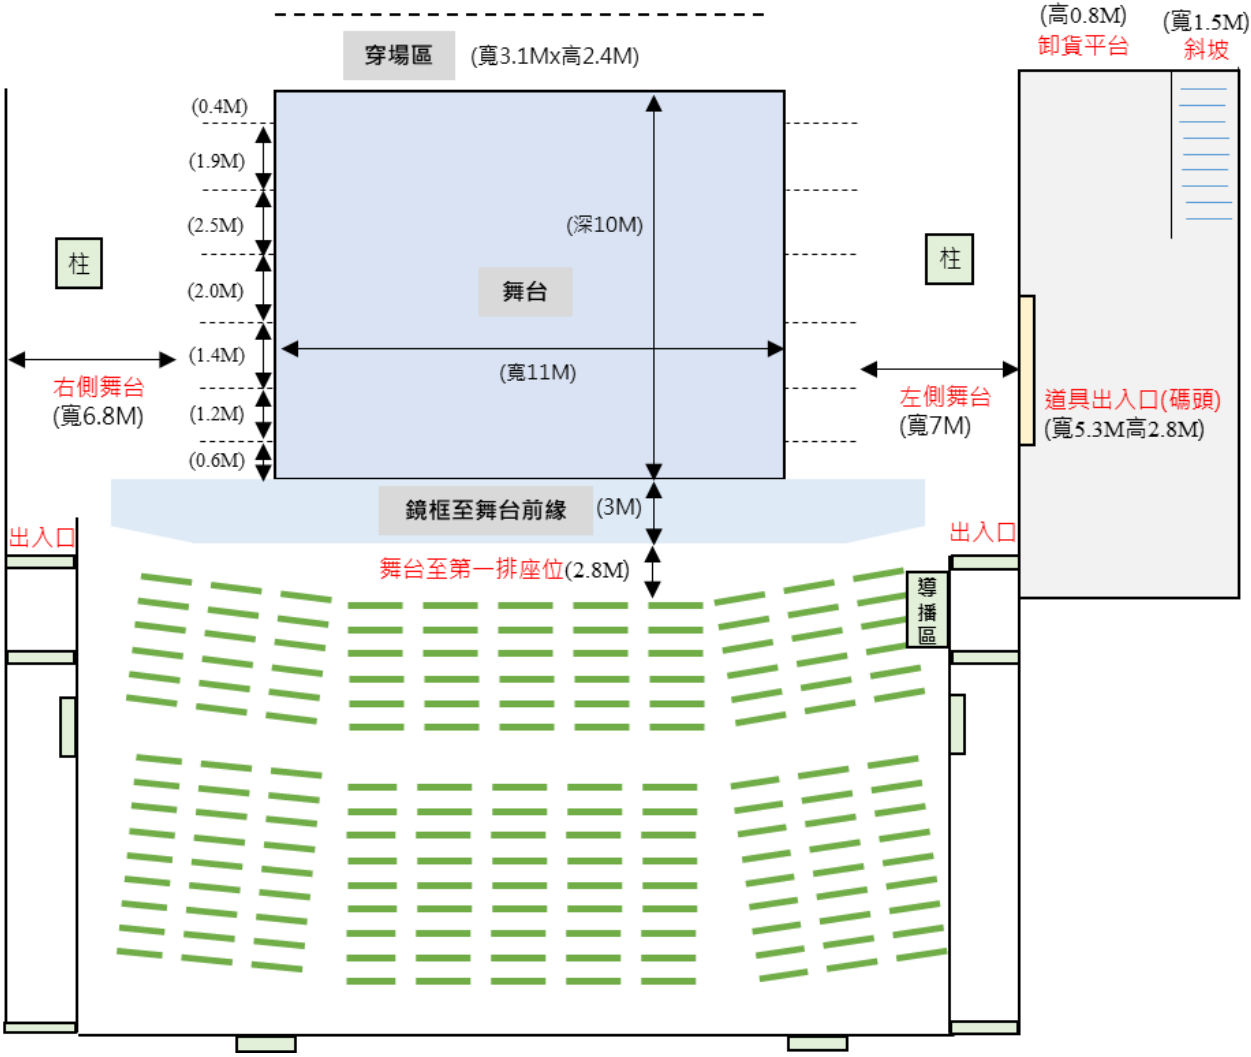 (高0.8M)
(寬1.5M)
卸貨平台
斜坡
穿場區
(寬3.1Mx高2.4M)
(0.4M)
(1.9M)
(2.5M)
(深10M)
柱
柱
(2.0M)
舞台
(1.4M)
(寬11M)
右側舞台
(寬6.8M)
左側舞台
(寬7M)
道具出入口(碼頭)
(寬5.3M高2.8M)
(1.2M)
(0.6M)
鏡框至舞台前緣
(3M)
出入口
出入口
舞台至第一排座位(2.8M)
導
播
區